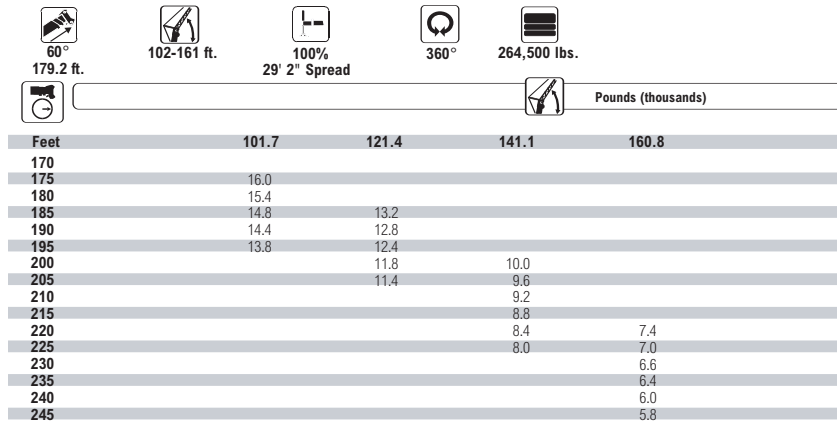 60° 102-161 ft. 100% 360° 264,500 lbs.
179.2 ft. 29' 2" Spread
Pounds (thousands)
Feet 101.7 121.4 141.1 160.8
170
175 16.0
180 15.4
185 14.8 13.2
190 14.4 12.8
195 13.8 12.4
200 11.8 10.0
205 11.4 9.6
210 9.2
215 8.8
220 8.4 7.4
225 8.0 7.0
230 6.6
235 6.4
240 6.0
245 5.8